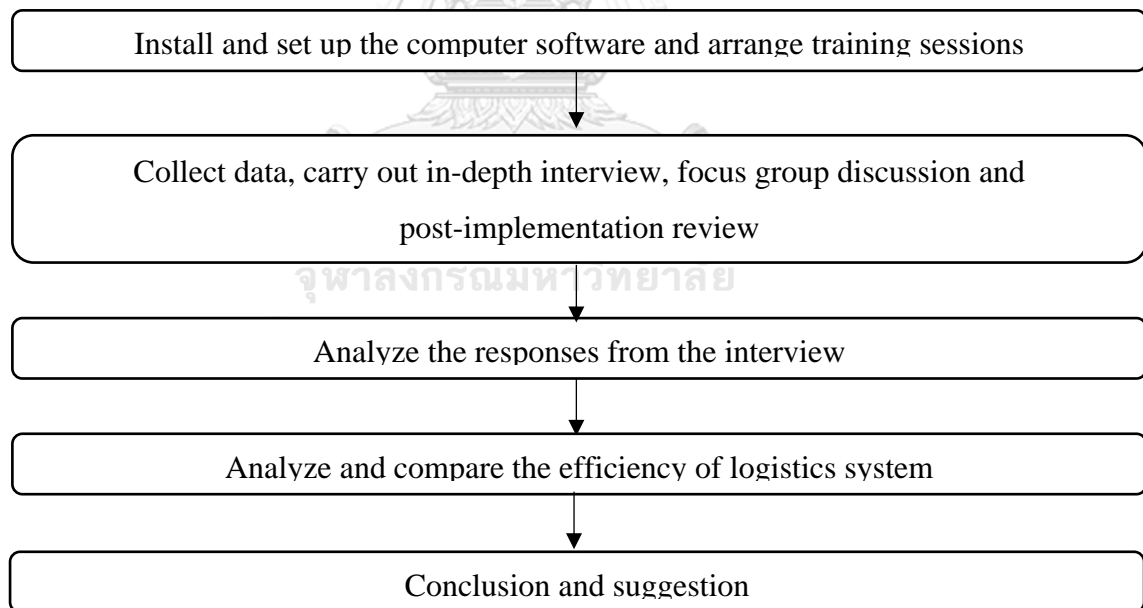 Install and set up the computer software and arrange training sessions
Collect data, carry out in-depth interview, focus group discussion and
post-implementation review
จุฬาลงกรณ์มหาวิทยาลัย
Analyze the responses from the interview
Analyze and compare the efficiency of logistics system
Conclusion and suggestion